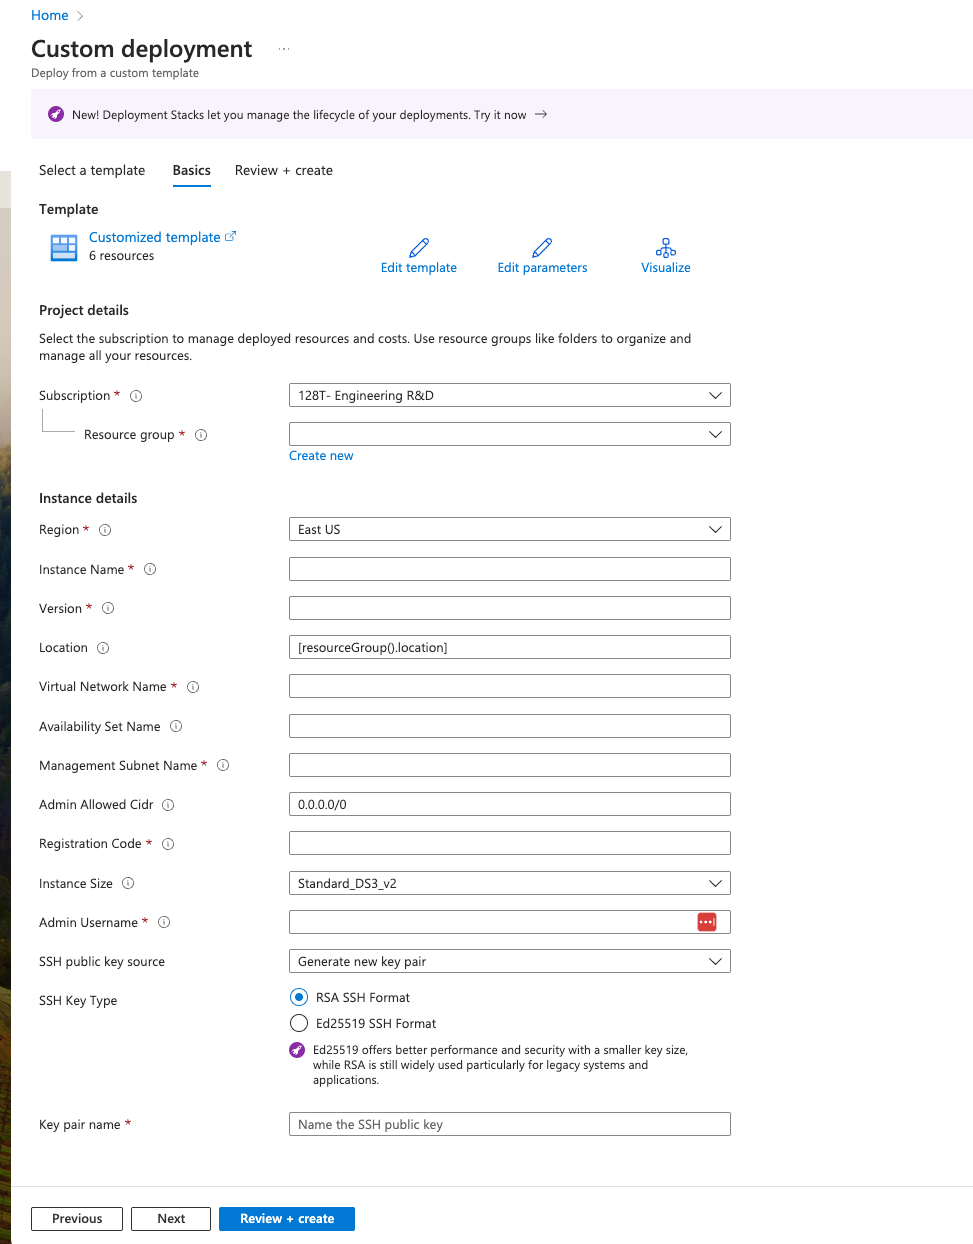 Home
Custom deployment ...
Deploy from a custom template
New! Deployment Stacks let you manage the lifecycle of your deployments. Try it now →
Select a template Basics Review + create
Template
Customized template
6 resources
Edit template Edit parameters Visualize
Project details
Select the subscription to manage deployed resources and costs. Use resource groups like folders to organize and
manage all your resources.
Subscription * 128T- Engineering R&D
Resource group *
Create new
Instance details
Region * East US
Instance Name *
Version *
Location [resourceGroup().location]
Virtual Network Name *
Availability Set Name
Management Subnet Name *
Admin Allowed Cidr 0.0.0.0/0
Registration Code *
Instance Size Standard_DS3_v2
Admin Username *
SSH public key source Generate new key pair
SSH Key Type RSA SSH Format
Ed25519 SSH Format
Ed25519 offers better performance and security with a smaller key size,
while RSA is still widely used particularly for legacy systems and
applications.
Key pair name * Name the SSH public key
Previous Next Review + create